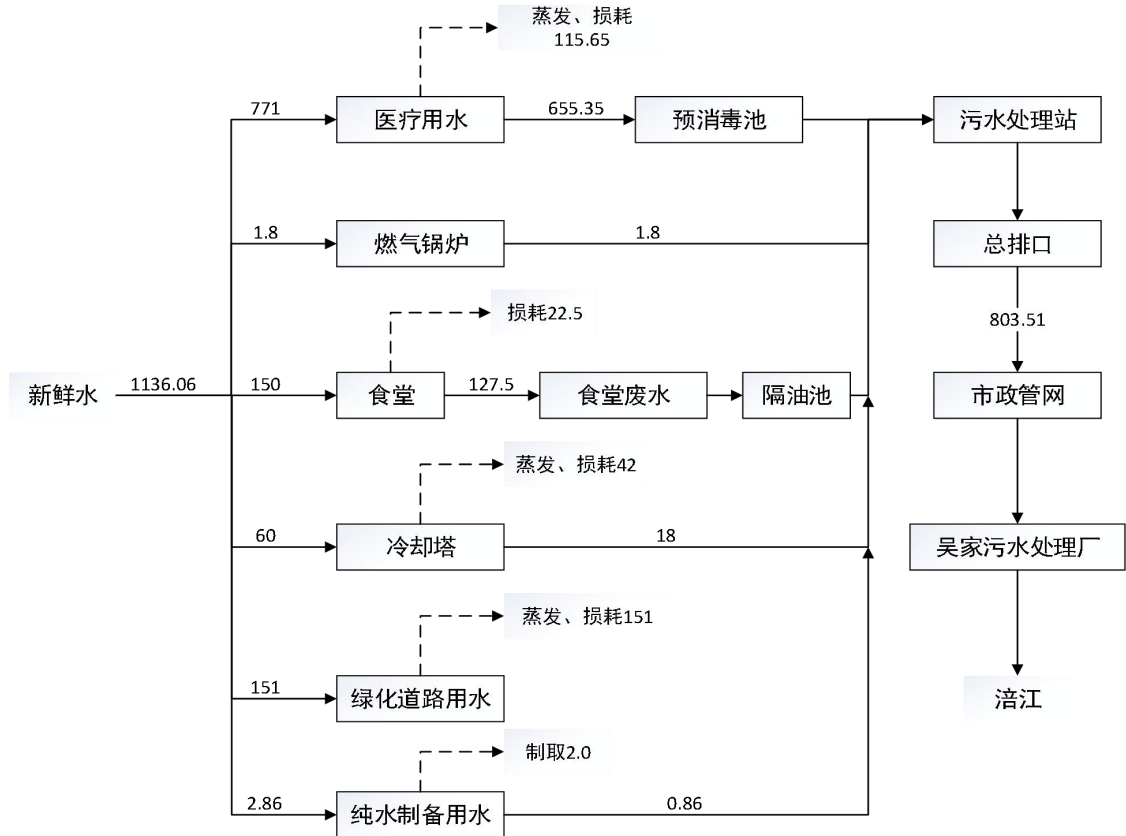 蒸发、损耗
115.65
771
医疗用水
655.35
预消毒池
污水处理站
1.8
燃气锅炉
1.8
总排口
损耗22.5
803.51
新鲜水
1136.06
150
食堂
127.5
食堂废水
隔油池
市政管网
蒸发、损耗42
60
冷却塔
18
吴家污水处理厂
蒸发、损耗151
151
绿化道路用水
涪江
制取2.0
2.86
纯水制备用水
0.86